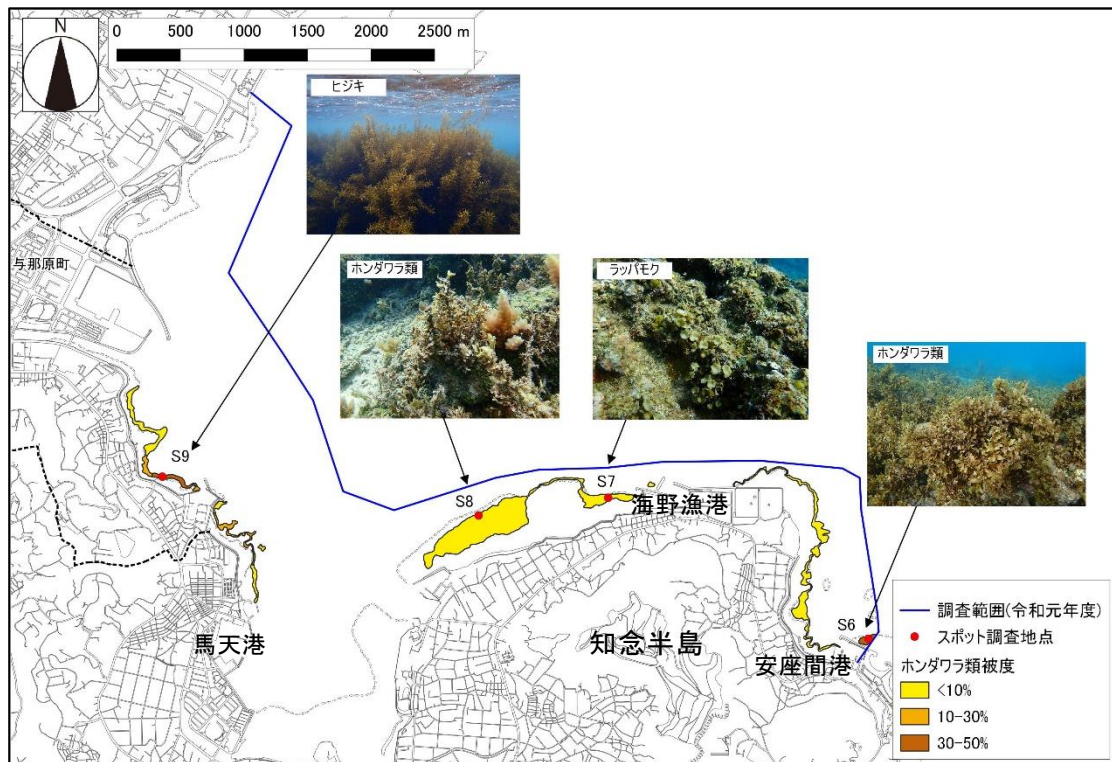 N
0 500 1000 1500 2000 2500 m
ヒジキ
与那原町
ホンダワラ類
ラッパモク
ホンダワラ類
S9
S8
S7
海野漁港
S6
馬天港
知念半島
安座間港
調査範囲(令和元年度)
スポット調査地点
ホンダワラ類被度
<10%
10-30%
30-50%